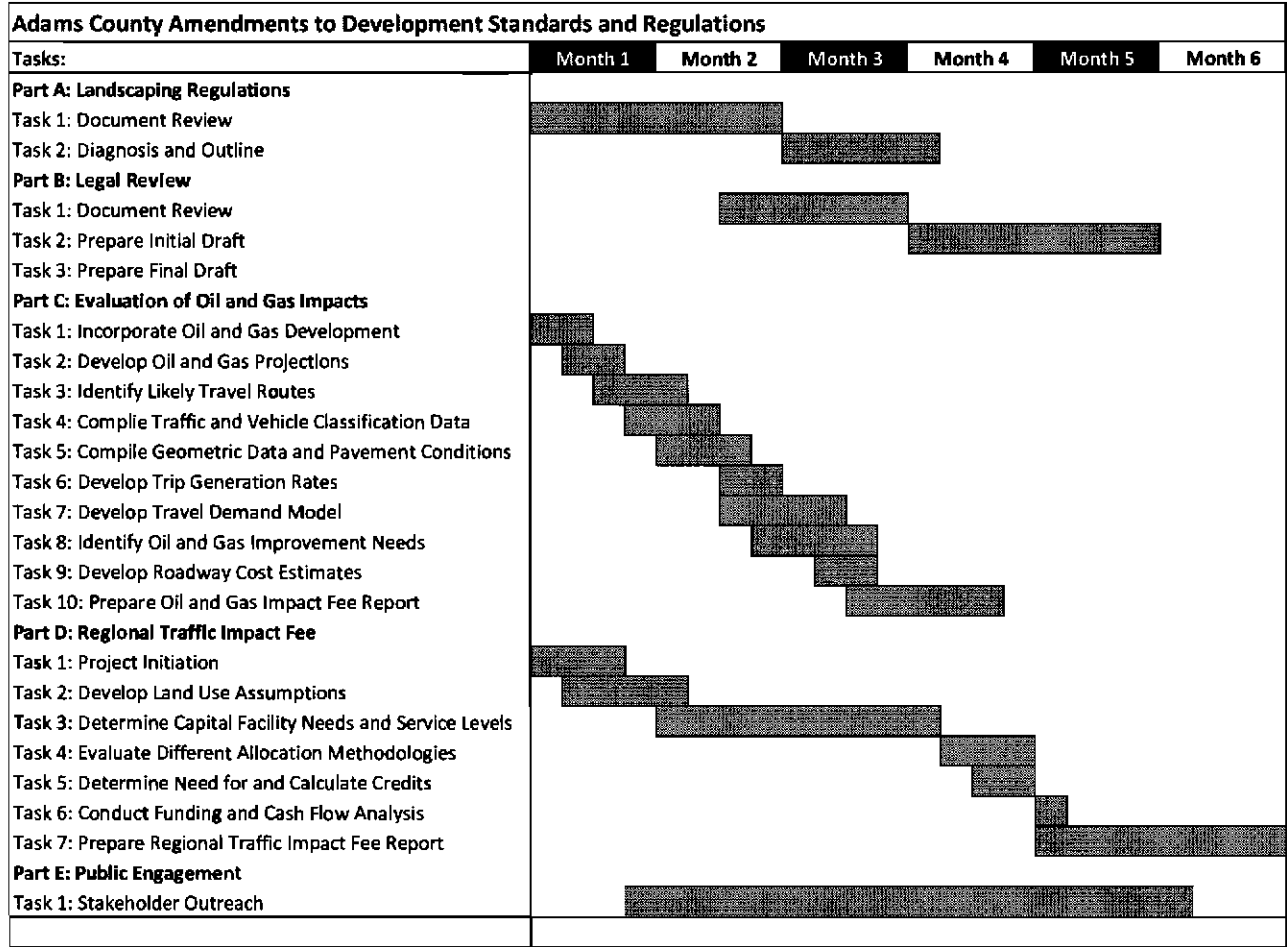 Adams County Amendments to Development Standards and Regulations
Tasks: Month 1 Month 2 Month 3 Month 4 Month 5 Month 6
Part A: Landscaping Regulations
Task 1: Document Review
Task 2: Diagnosis and Outline
Part B: Legal Review
Task 1: Document Review
Task 2: Prepare Initial Draft
Task 3: Prepare Final Draft
Part C: Evaluation of Oil and Gas Impacts
Task 1: Incorporate Oil and Gas Development
Task 2: Develop Oil and Gas Projections
Task 3: Identify Likely Travel Routes
Task 4: Complie Traffic and Vehicle Classification Data
Task 5: Compile Geometric Data and Pavement Conditions
Task 6: Develop Trip Generation Rates
Task 7: Develop Travel Demand Model
Task 8: Identify Oil and Gas Improvement Needs
Task 9: Develop Roadway Cost Estimates
Task 10: Prepare Oil and Gas Impact Fee Report
Part D: Regional Traffic Impact Fee
Task 1: Project Initiation
Task 2: Develop Land Use Assumptions
Task 3: Determine Capital Facility Needs and Service Levels
Task 4: Evaluate Different Allocation Methodologies
Task 5: Determine Need for and Calculate Credits
Task 6: Conduct Funding and Cash Flow Analysis
Task 7: Prepare Regional Traffic Impact Fee Report
Part E: Public Engagement
Task 1: Stakeholder Outreach